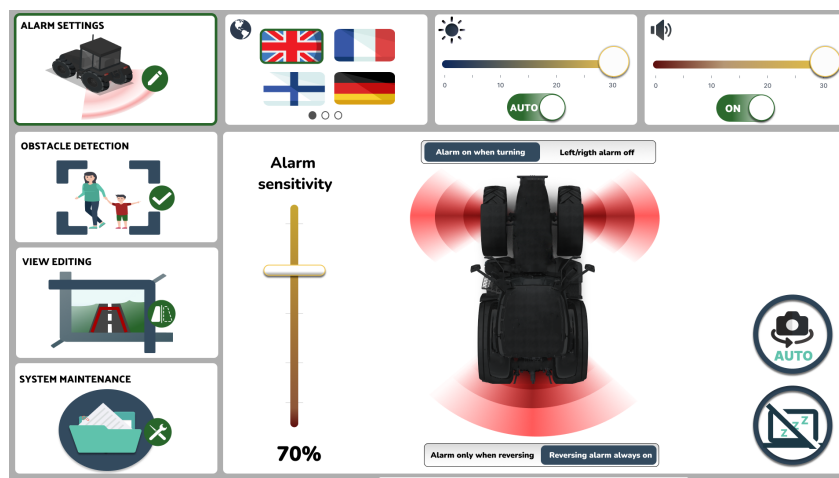 ALARM SETTINGS
0 10 20 30
AUTO
0 10 20 30
ON
OBSTACLE DETECTION
VIEW EDITING
SYSTEM MAINTENANCE
Alarm
sensitivity
70%
Alarm on when turning Left/rigth alarm off
Alarm only when reversing Reversing alarm always on
AUTO
Z Z Z